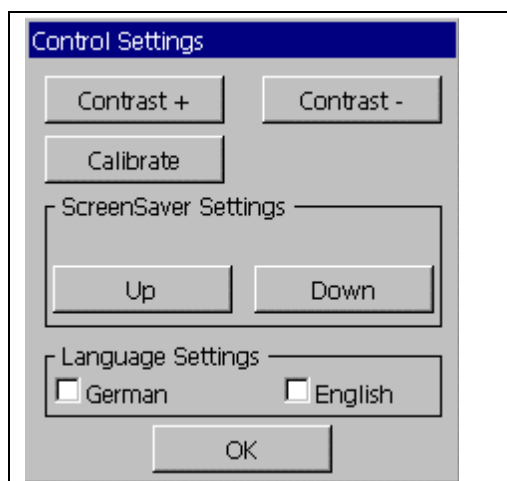 Control Settings
Contrast + Contrast -
Calibrate
ScreenSaver Settings
Up Down
Language Settings
German English
OK